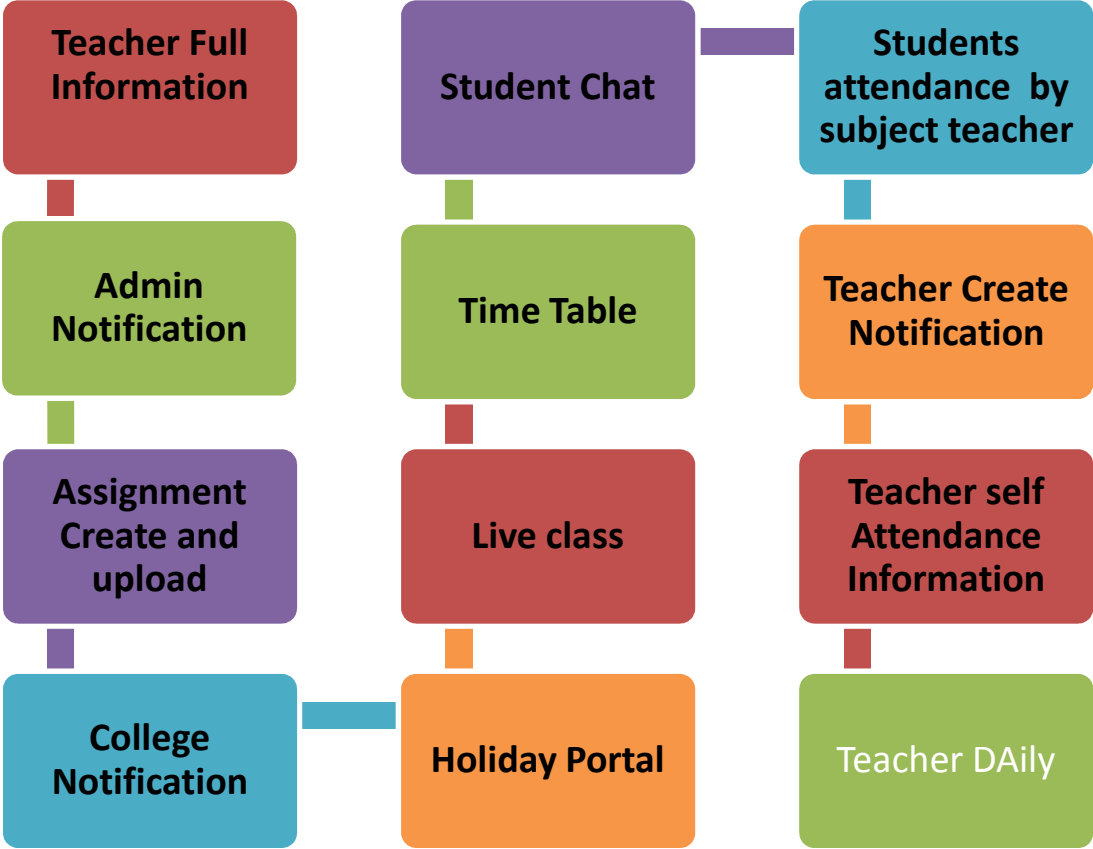 Teacher Full
Information
Admin
Notification
Assignment
Create and
upload
College
Notification
Holiday Portal
Live class
Time Table
Student Chat
Students
attendance  by
subject teacher
Teacher Create
Notification
Teacher self
Attendance
Information
Teacher DAily